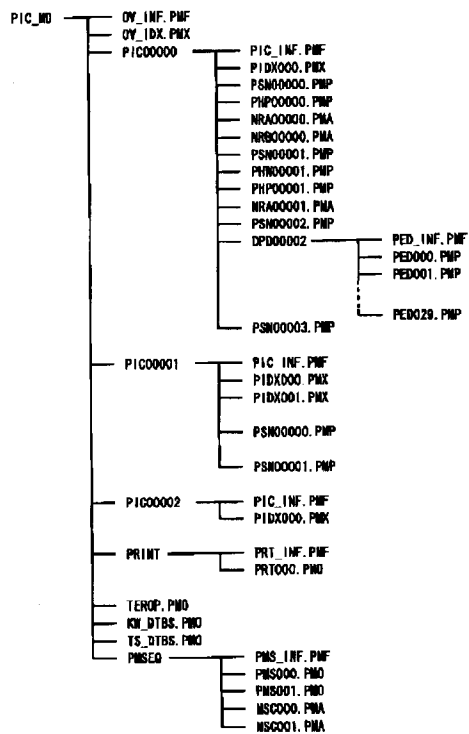 PIC_MD
OV_INF.PMF
OV_IDX.PMX
PIC00000
PIC_INF.PMF
PIDX000.PMX
PSN00000.PMP
PHP00000.PMP
NRA00000.PMA
NRB00000.PMA
PSN00001.PMP
PHN00001.PMP
PHP00001.PMP
NRA00001.PMA
PSN00002.PMP
DPD00002
PED_INF.PMF
PED000.PMP
PED001.PMP
PED029.PMP
PSN00003.PMP
PIC00001
PIC_INF.PMF
PIDX000.PMX
PIDX001.PMX
PSN00000.PMP
PSN00001.PMP
PIC00002
PIC_INF.PMF
PIDX000.PMX
PRINT
PRT_INF.PMF
PRT000.PMO
TEROP.PMO
KW_DTBS.PMO
TS_DTBS.PMO
PMSEQ
PMS_INF.PMF
PMS000.PMO
PMS001.PMO
MSC000.PMA
MSC001.PMA